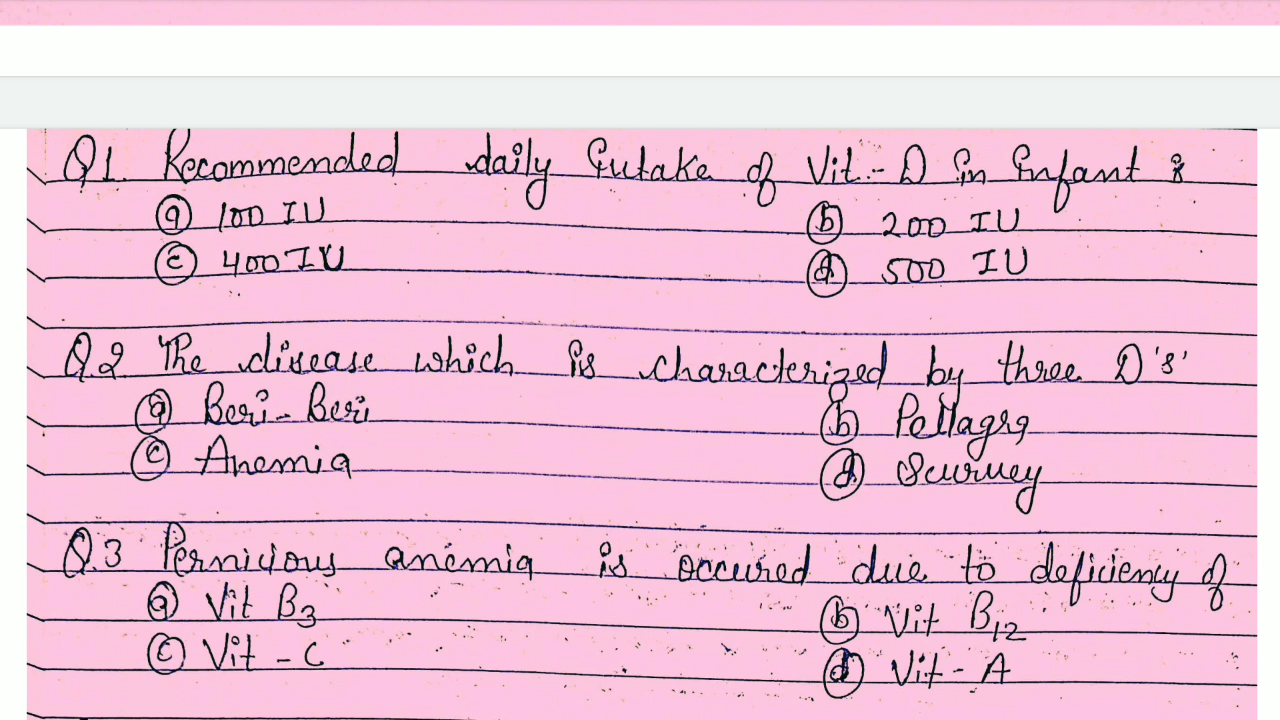 Q1. Recommended daily Intake of Vit.- D in Infant is
(a) 100 IU (b) 200 IU
(c) 400 IU (d) 500 IU
Q.2 The disease which is characterized by three D's'
(a) Beri-Beri (b) Pellagra
(c) Anemia (d) Scurvey
Q.3 Pernicious anemia is occured due to deficiency of
(a) Vit B3 (b) Vit B12
(c) Vit - C (d) Vit - A